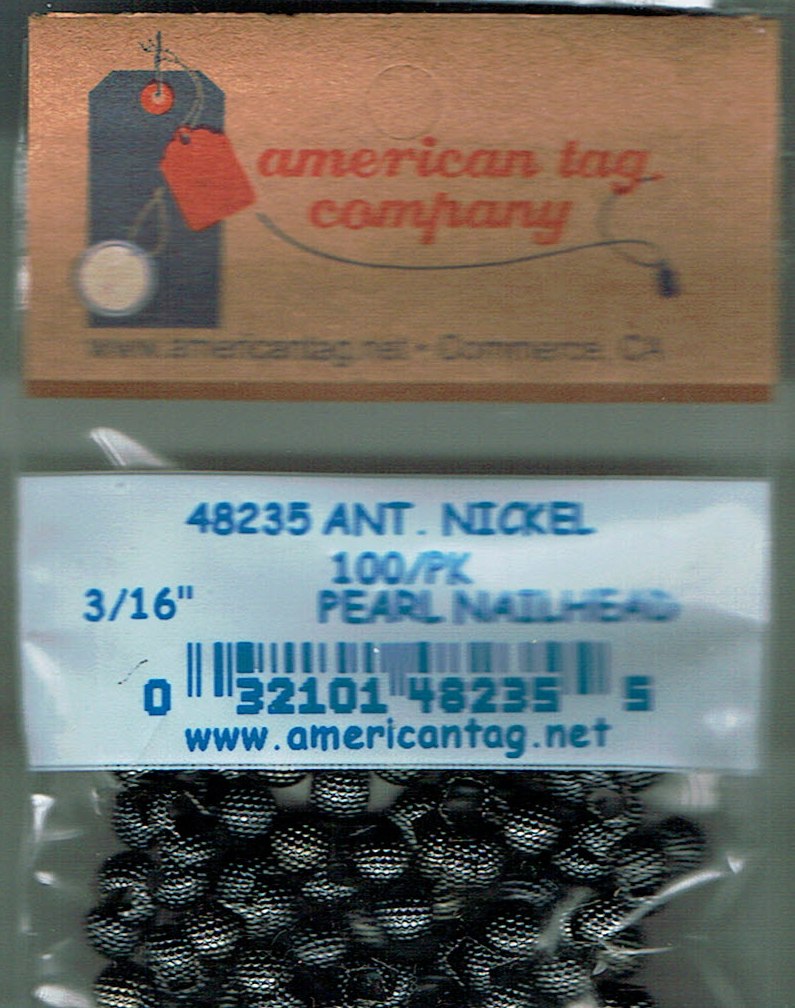 american tag
company
www.americantag.net - Commerce, CA
48235 ANT. NICKEL
100/PK
3/16" PEARL NAILHEAD
0 32101 48235 5
www.americantag.net